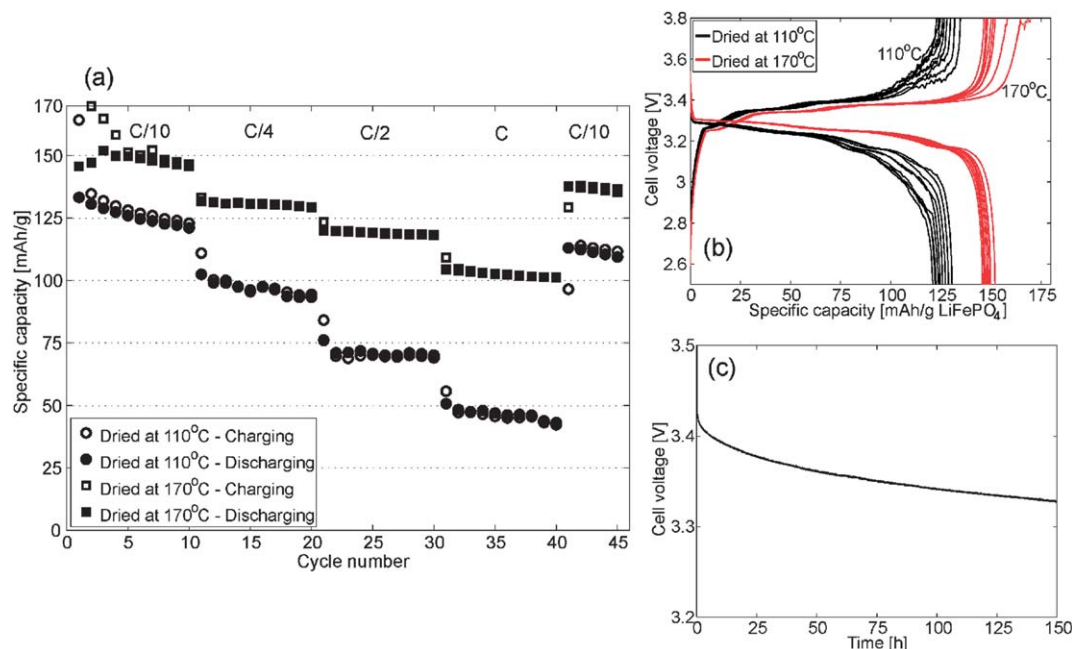 (a)
170
150
125
100
75
50
25
0
C/10 C/4 C/2 C C/10
Specific capacity [mAh/g]
Dried at 110°C - Charging
Dried at 110°C - Discharging
Dried at 170°C - Charging
Dried at 170°C - Discharging
0 5 10 15 20 25 30 35 40 45
Cycle number
3.8
3.6
3.4
3.2
3
2.8
2.6
Cell voltage [V]
Dried at 110°C
Dried at 170°C
110°C
170°C
(b)
0 25 50 75 100 125 150 175
Specific capacity [mAh/g LiFePO4]
3.5
3.4
3.3
3.2
Cell voltage [V]
(c)
0 25 50 75 100 125 150
Time [h]